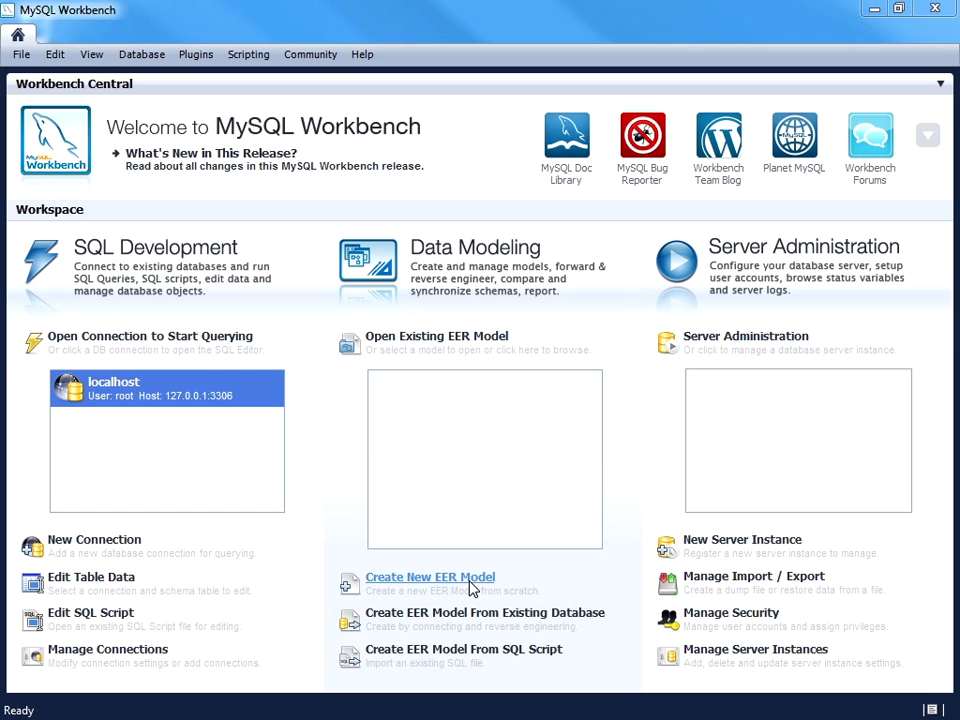 MySQL Workbench
File Edit View Database Plugins Scripting Community Help
Workbench Central
MySQL Workbench
Welcome to MySQL Workbench
What's New in This Release?
Read about all changes in this MySQL Workbench release.
MySQL Doc Library
MySQL Bug Reporter
Workbench Team Blog
MySQL
Planet MySQL
Workbench Forums
Workspace
SQL Development
Connect to existing databases and run
SQL Queries, SQL scripts, edit data and
manage database objects.
Open Connection to Start Querying
Or click a DB connection to open the SQL Editor.
localhost
User: root Host: 127.0.0.1:3306
New Connection
Add a new database connection for querying.
Edit Table Data
Select a connection and schema table to edit.
SQL
Edit SQL Script
Open an existing SQL Script file for editing.
Manage Connections
Modify connection settings or add connections.
Data Modeling
Create and manage models, forward &
reverse engineer, compare and
synchronize schemas, report.
Open Existing EER Model
Or select a model to open or click here to browse.
Create New EER Model
Create a new EER Model from scratch.
Create EER Model From Existing Database
Create by connecting and reverse engineering.
SQL
Create EER Model From SQL Script
Import an existing SQL file.
Server Administration
Configure your database server, setup
user accounts, browse status variables
and server logs.
Server Administration
Or click to manage a database server instance.
New Server Instance
Register a new server instance to manage.
Manage Import / Export
Create a dump file or restore data from a file.
Manage Security
Manage user accounts and assign privileges.
Manage Server Instances
Add, delete and update server instance settings.
Ready